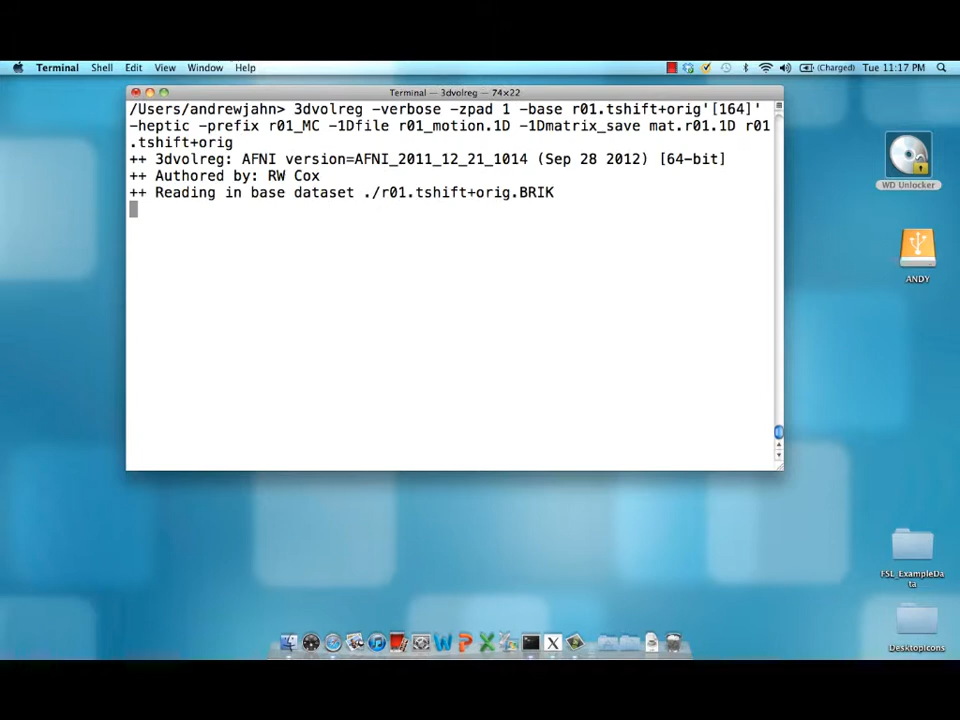 Terminal Shell Edit View Window Help (Charged) Tue 11:17 PM
Terminal — 3dvolreg — 74×22
/Users/andrewjahn> 3dvolreg -verbose -zpad 1 -base r01.tshift+orig'[164]'
-heptic -prefix r01_MC -1Dfile r01_motion.1D -1Dmatrix_save mat.r01.1D r01
.tshift+orig
++ 3dvolreg: AFNI version=AFNI_2011_12_21_1014 (Sep 28 2012) [64-bit]
++ Authored by: RW Cox
++ Reading in base dataset ./r01.tshift+orig.BRIK
WD Unlocker
ANDY
FSL_ExampleDa
ta
DesktopIcons